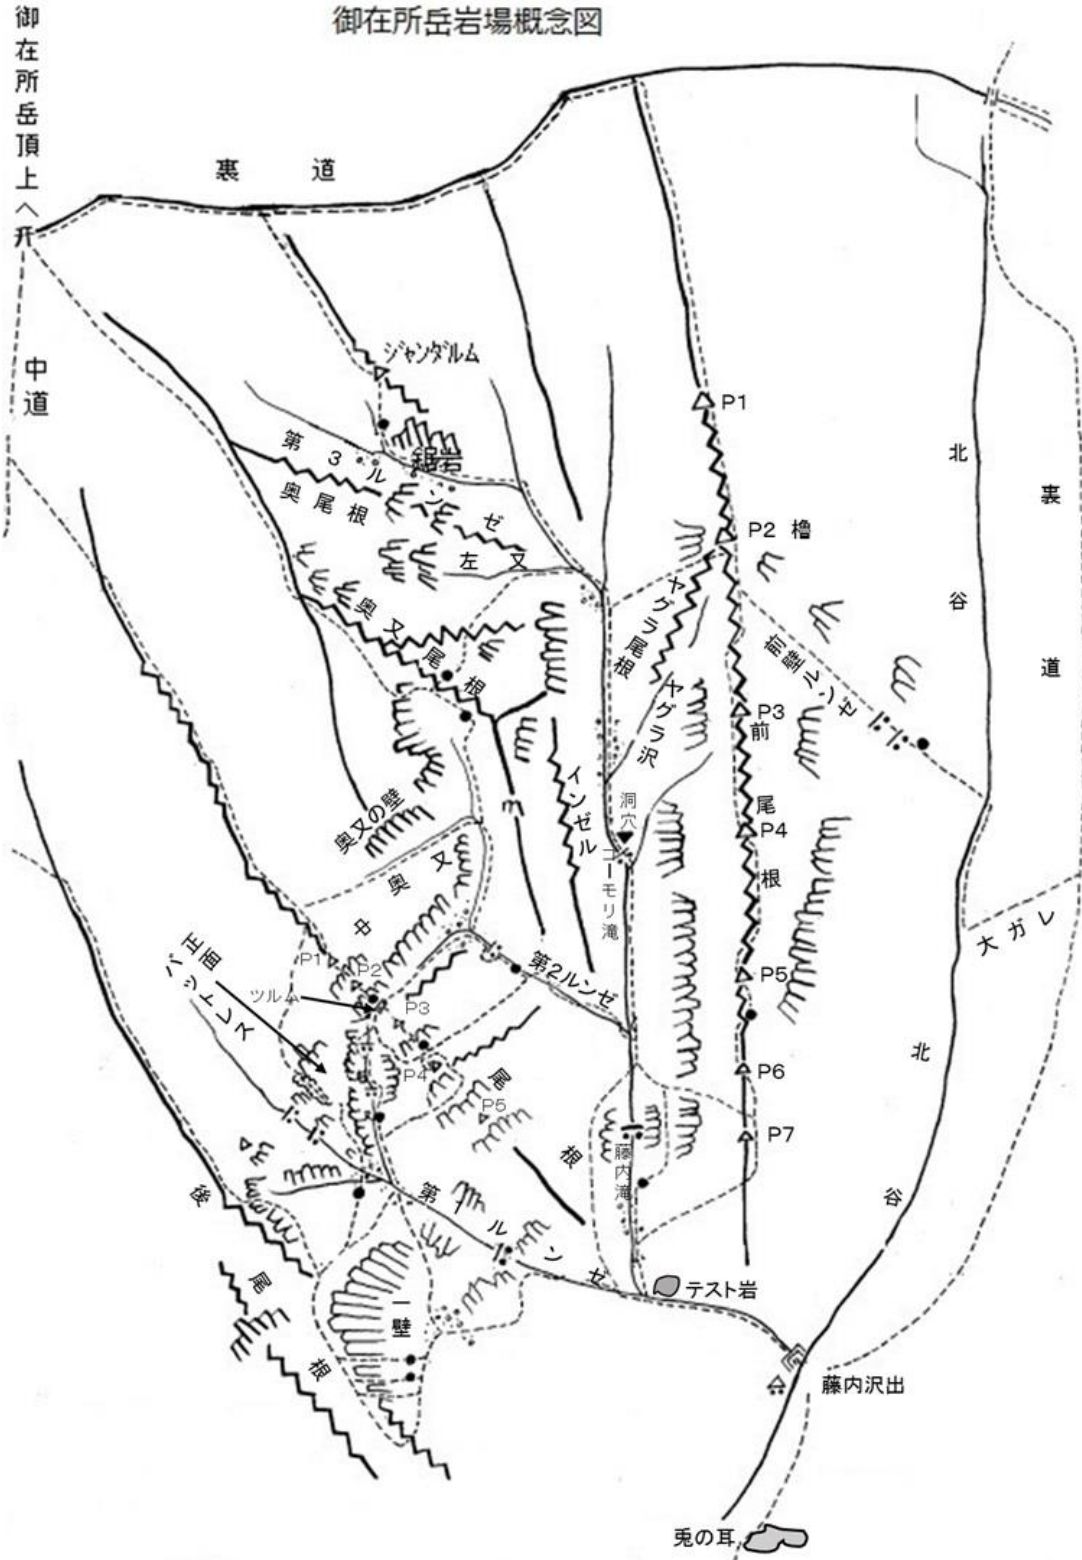 御在所岳岩場概念図
御在所岳頂上へ
裏道
中道
ジャンダルム
鋸岩
第3ルンゼ
奥尾根
左又
奥又尾根
P1
P2 櫓
ヤグラ尾根
ヤグラ沢
前壁ルンゼ
P3
前尾根
P4
P5
P6
P7
北谷
裏道
インゼル
洞穴
コーモリ滝
奥又の壁
奥又
中尾根
P1
P2
ツルム
P3
P4
P5
正面バットレス
第2ルンゼ
大ガレ
北谷
藤内滝
第1ルンゼ
後尾根
一壁
テスト岩
藤内沢出
兎の耳